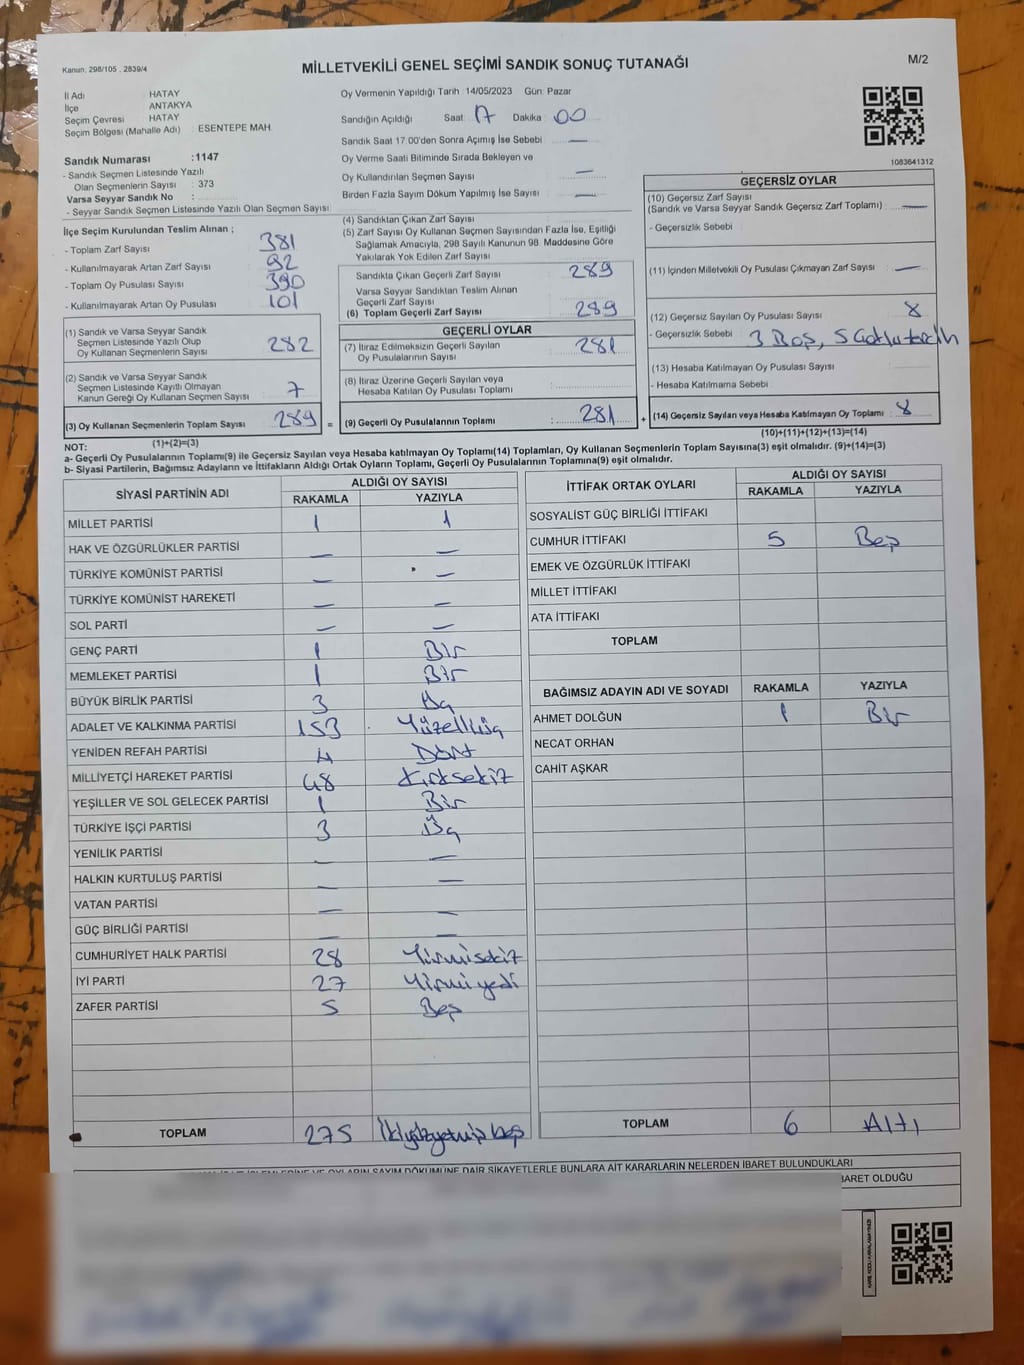 Kanun, 298/105 , 2839/4
MİLLETVEKİLİ GENEL SEÇİMİ SANDIK SONUÇ TUTANAĞI
M/2
İl Adı : HATAY
İlçe : ANTAKYA
Seçim Çevresi : HATAY
Seçim Bölgesi (Mahalle Adı) : ESENTEPE MAH.
Sandık Numarası :1147
- Sandık Seçmen Listesinde Yazılı
Olan Seçmenlerin Sayısı : 373
Varsa Seyyar Sandık No :
- Seyyar Sandık Seçmen Listesinde Yazılı Olan Seçmen Sayısı:
Oy Vermenin Yapıldığı Tarih :14/05/2023 Gün: Pazar
Sandığın Açıldığı Saat: 17 Dakika: 00
Sandık Saat 17.00'den Sonra Açımış İse Sebebi : —
Oy Verme Saati Bitiminde Sırada Bekleyen ve
Oy Kullandırılan Seçmen Sayısı : —
Birden Fazla Sayım Döküm Yapılmış İse Sayısı : —
1083641312
İlçe Seçim Kurulundan Teslim Alınan ;
- Toplam Zarf Sayısı : 381
- Kullanılmayarak Artan Zarf Sayısı : 92
- Toplam Oy Pusulası Sayısı : 390
- Kullanılmayarak Artan Oy Pusulası : 101
(1) Sandık ve Varsa Seyyar Sandık
Seçmen Listesinde Yazılı Olup
Oy Kullanan Seçmenlerin Sayısı : 282
(2) Sandık ve Varsa Seyyar Sandık
Seçmen Listesinde Kayıtlı Olmayan
Kanun Gereği Oy Kullanan Seçmen Sayısı : 7
(3) Oy Kullanan Seçmenlerin Toplam Sayısı : 289 =
(1)+(2)=(3)
(4) Sandıktan Çıkan Zarf Sayısı :
(5) Zarf Sayısı Oy Kullanan Seçmen Sayısından Fazla İse, Eşitliği
Sağlamak Amacıyla, 298 Sayılı Kanunun 98. Maddesine Göre
Yakılarak Yok Edilen Zarf Sayısı :
Sandıkta Çıkan Geçerli Zarf Sayısı : 289
Varsa Seyyar Sandıktan Teslim Alınan
Geçerli Zarf Sayısı :
(6) Toplam Geçerli Zarf Sayısı : 289
GEÇERLİ OYLAR
(7) İtiraz Edilmeksizin Geçerli Sayılan
Oy Pusulalarının Sayısı : 281
(8) İtiraz Üzerine Geçerli Sayılan veya
Hesaba Katılan Oy Pusulası Toplamı :
(9) Geçerli Oy Pusulalarının Toplamı : 281 +
GEÇERSİZ OYLAR
(10) Geçersiz Zarf Sayısı
(Sandık ve Varsa Seyyar Sandık Geçersiz Zarf Toplamı) : —
- Geçersizlik Sebebi :
(11) İçinden Milletvekili Oy Pusulası Çıkmayan Zarf Sayısı : —
(12) Geçersiz Sayılan Oy Pusulası Sayısı : 8
- Geçersizlik Sebebi : 3 Boş, 5
(13) Hesaba Katılmayan Oy Pusulası Sayısı :
- Hesaba Katılmama Sebebi :
(14) Geçersiz Sayılan veya Hesaba Katılmayan Oy Toplamı : 8
(10)+(11)+(12)+(13)=(14)
NOT:
a- Geçerli Oy Pusulalarının Toplamı(9) ile Geçersiz Sayılan veya Hesaba katılmayan Oy Toplamı(14) Toplamları, Oy Kullanan Seçmenlerin Toplam Sayısına(3) eşit olmalıdır. (9)+(14)=(3)
b- Siyasi Partilerin, Bağımsız Adayların ve İttifakların Aldığı Ortak Oyların Toplamı, Geçerli Oy Pusulalarının Toplamına(9) eşit olmalıdır.
SİYASİ PARTİNİN ADI ALDIĞI OY SAYISI
RAKAMLA YAZIYLA
MİLLET PARTİSİ 1 1
HAK VE ÖZGÜRLÜKLER PARTİSİ — —
TÜRKİYE KOMÜNİST PARTİSİ — —
TÜRKİYE KOMÜNİST HAREKETİ — —
SOL PARTİ — —
GENÇ PARTİ 1 Bir
MEMLEKET PARTİSİ 1 Bir
BÜYÜK BİRLİK PARTİSİ 3 Üç
ADALET VE KALKINMA PARTİSİ 153 Yüzelliüç
YENİDEN REFAH PARTİSİ 4 Dört
MİLLİYETÇİ HAREKET PARTİSİ 48 Kırksekiz
YEŞİLLER VE SOL GELECEK PARTİSİ 1 Bir
TÜRKİYE İŞÇİ PARTİSİ 3 Üç
YENİLİK PARTİSİ — —
HALKIN KURTULUŞ PARTİSİ — —
VATAN PARTİSİ — —
GÜÇ BİRLİĞİ PARTİSİ — —
CUMHURİYET HALK PARTİSİ 28 Yirmisekiz
İYİ PARTİ 27 Yirmiyedi
ZAFER PARTİSİ 5 Beş
TOPLAM 275 İkiyüzyetmiş beş
İTTİFAK ORTAK OYLARI ALDIĞI OY SAYISI
RAKAMLA YAZIYLA
SOSYALİST GÜÇ BİRLİĞİ İTTİFAKI
CUMHUR İTTİFAKI 5 Beş
EMEK VE ÖZGÜRLÜK İTTİFAKI
MİLLET İTTİFAKI
ATA İTTİFAKI
TOPLAM
BAĞIMSIZ ADAYIN ADI VE SOYADI RAKAMLA YAZIYLA
AHMET DOLĞUN 1 Bir
NECAT ORHAN
CAHİT AŞKAR
TOPLAM 6 Altı
OYLARIN SAYIM DÖKÜMÜNE DAİR ŞİKAYETLERLE BUNLARA AİT KARARLARIN NELERDEN İBARET BULUNDUKLARI
İBARET OLDUĞU
KARE KODU KARALAMAYINIZ!